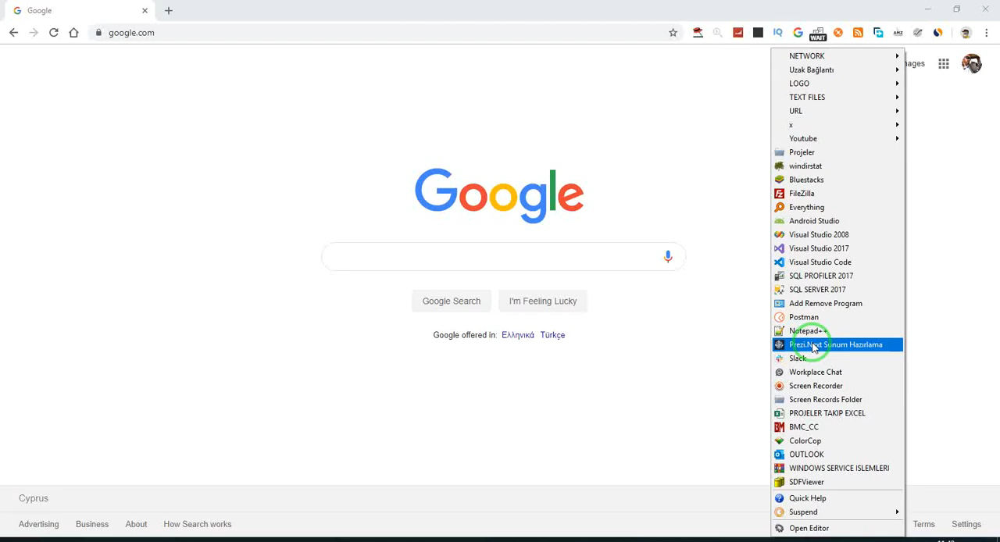 Google
google.com
WAIT
AMZ
IQ
NETWORK
Uzak Bağlantı
LOGO
TEXT FILES
URL
x
Youtube
Projeler
windirstat
Bluestacks
FileZilla
Everything
Android Studio
Visual Studio 2008
Visual Studio 2017
Visual Studio Code
SQL PROFILER 2017
SQL SERVER 2017
Add Remove Program
Postman
Notepad++
Prezi.Next Sunum Hazırlama
Slack
Workplace Chat
Screen Recorder
Screen Records Folder
PROJELER TAKIP EXCEL
BMC_CC
ColorCop
OUTLOOK
WINDOWS SERVICE ISLEMLERI
SDFViewer
Quick Help
Suspend
Open Editor
Google
Google Search
I'm Feeling Lucky
Google offered in: Ελληνικά Türkçe
Cyprus
Advertising Business About How Search works
Terms Settings